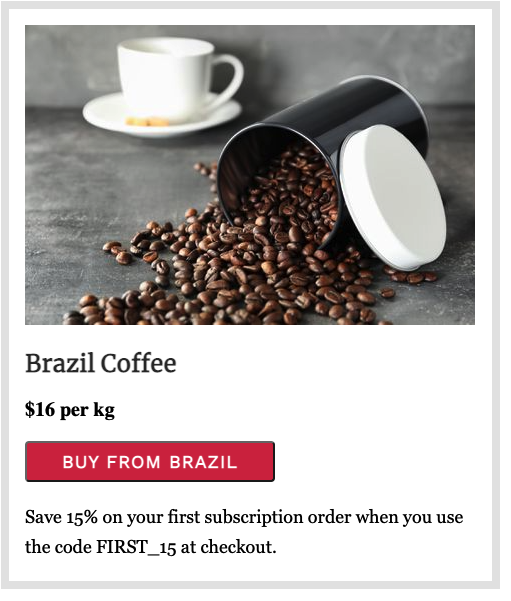 Brazil Coffee
$16 per kg
BUY FROM BRAZIL
Save 15% on your first subscription order when you use
the code FIRST_15 at checkout.